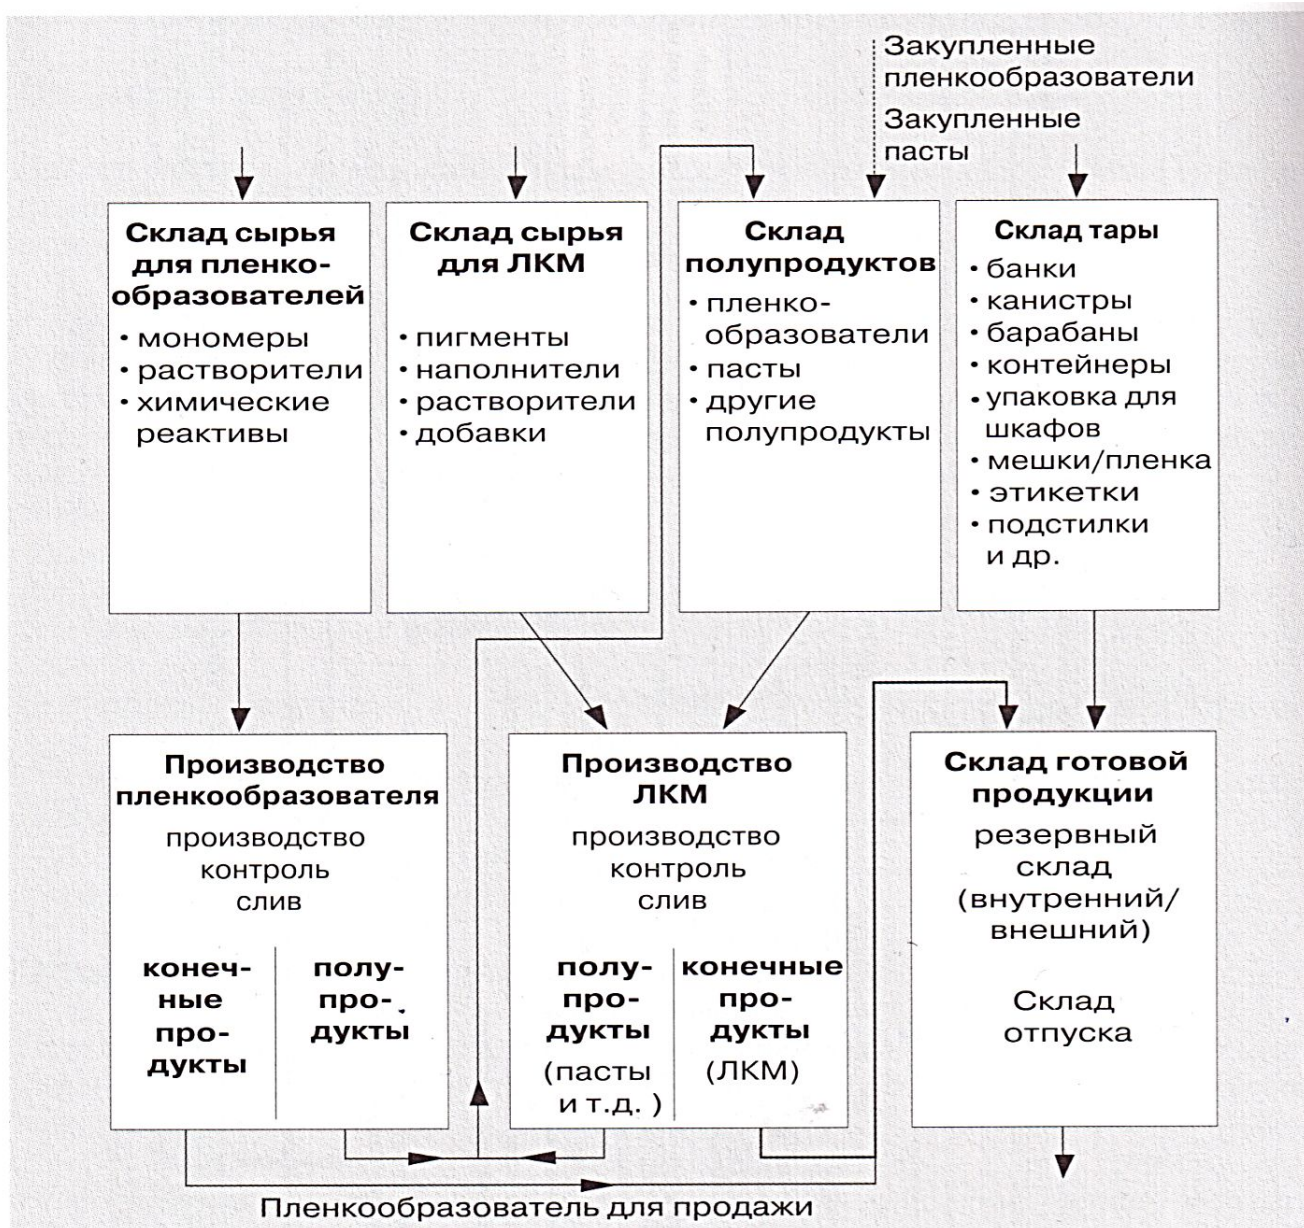 Закупленные
пленкообразователи
Закупленные
пасты
Склад сырья
для пленко-
образователей
• мономеры
• растворители
• химические
реактивы
Склад сырья
для ЛКМ
• пигменты
• наполнители
• растворители
• добавки
Склад
полупродуктов
• пленко-
образователи
• пасты
• другие
полупродукты
Склад тары
• банки
• канистры
• барабаны
• контейнеры
• упаковка для
шкафов
• мешки/пленка
• этикетки
• подстилки
и др.
Производство
пленкообразователя
производство
контроль
слив
конеч-
ные
про-
дукты
полу-
про-
дукты
Производство
ЛКМ
производство
контроль
слив
полу-
про-
дукты
(пасты
и т.д. )
конечные
про-
дукты
(ЛКМ)
Склад готовой
продукции
резервный
склад
(внутренний/
внешний)
Склад
отпуска
Пленкообразователь для продажи